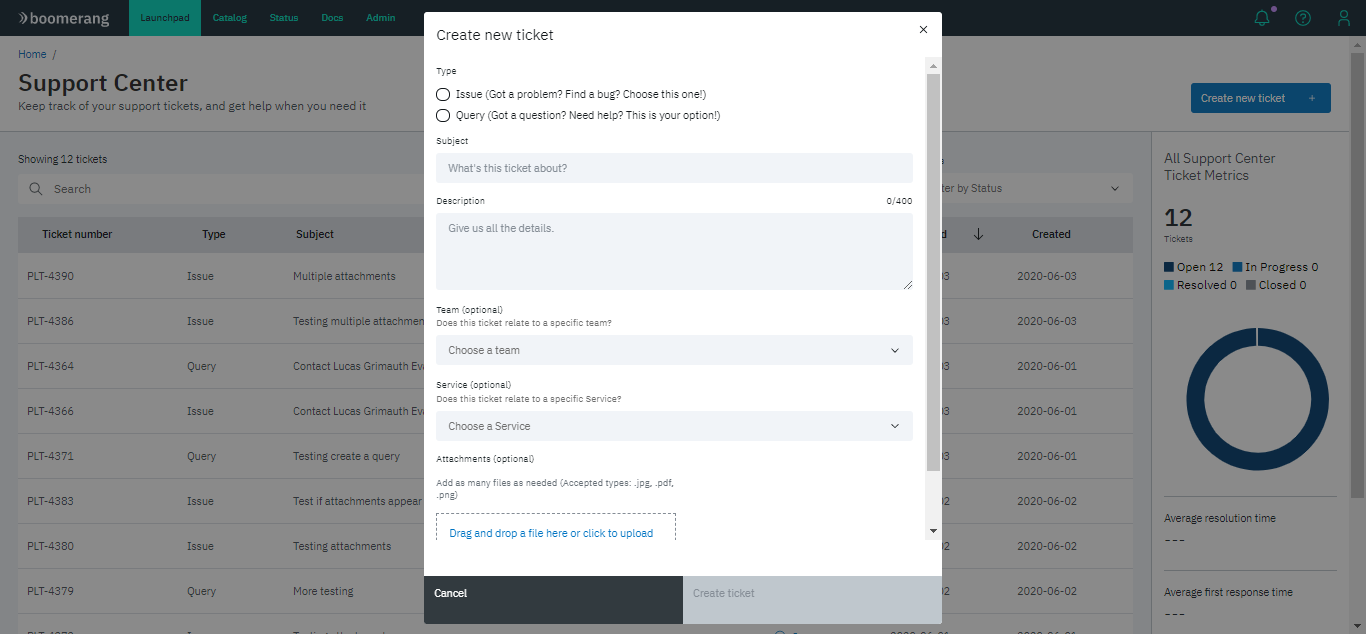 boomerang
Launchpad
Catalog
Status
Docs
Admin
Home /
Support Center
Keep track of your support tickets, and get help when you need it
Create new ticket +
Showing 12 tickets
Search
ter by Status
Ticket number Type Subject
d Created
PLT-4390 Issue Multiple attachments 3 2020-06-03
PLT-4386 Issue Testing multiple attachmen 3 2020-06-03
PLT-4364 Query Contact Lucas Grimauth Ev 3 2020-06-01
PLT-4366 Issue Contact Lucas Grimauth Ev 3 2020-06-01
PLT-4371 Query Testing create a query 3 2020-06-01
PLT-4383 Issue Test if attachments appear 2 2020-06-02
PLT-4380 Issue Testing attachments 2 2020-06-02
PLT-4379 Query More testing 2 2020-06-02
Create new ticket
Type
Issue (Got a problem? Find a bug? Choose this one!)
Query (Got a question? Need help? This is your option!)
Subject
What's this ticket about?
Description 0/400
Give us all the details.
Team (optional)
Does this ticket relate to a specific team?
Choose a team
Service (optional)
Does this ticket relate to a specific Service?
Choose a Service
Attachments (optional)
Add as many files as needed (Accepted types: .jpg, .pdf,
.png)
Drag and drop a file here or click to upload
Cancel
Create ticket
All Support Center
Ticket Metrics
12
Tickets
Open 12 In Progress 0
Resolved 0 Closed 0
Average resolution time
---
Average first response time
---